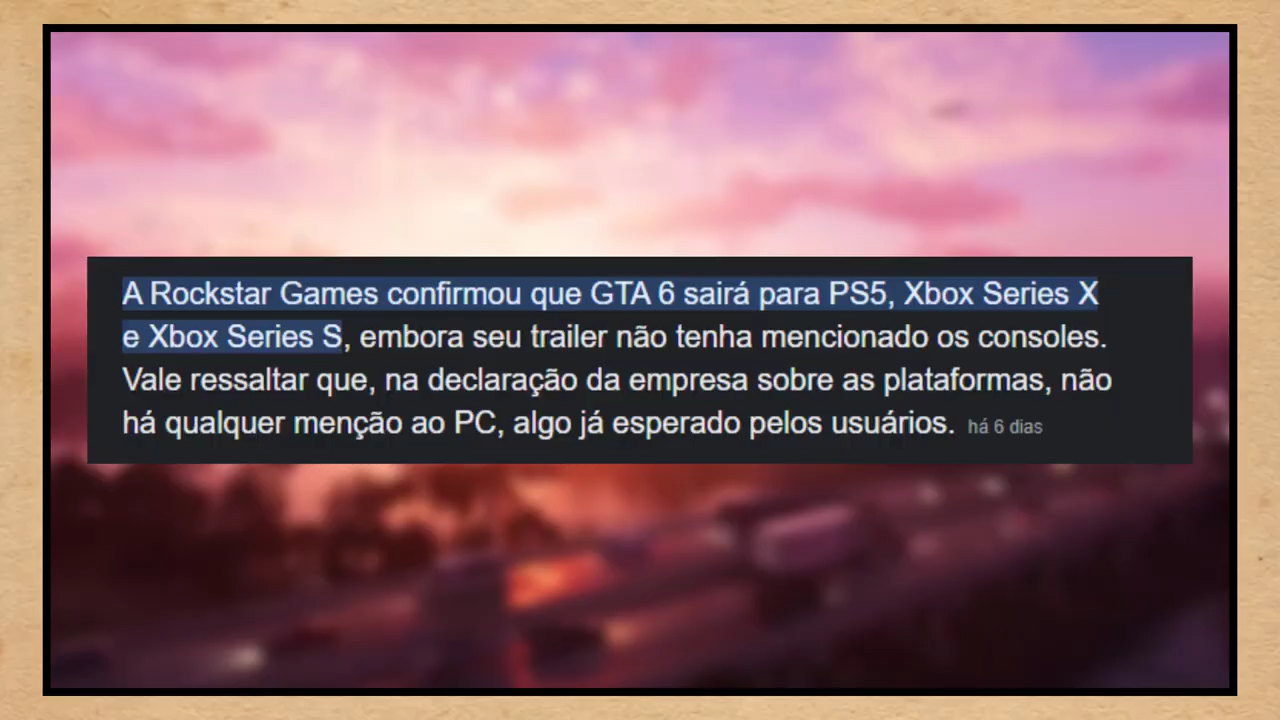 A Rockstar Games confirmou que GTA 6 sairá para PS5, Xbox Series X
e Xbox Series S, embora seu trailer não tenha mencionado os consoles.
Vale ressaltar que, na declaração da empresa sobre as plataformas, não
há qualquer menção ao PC, algo já esperado pelos usuários. há 6 dias